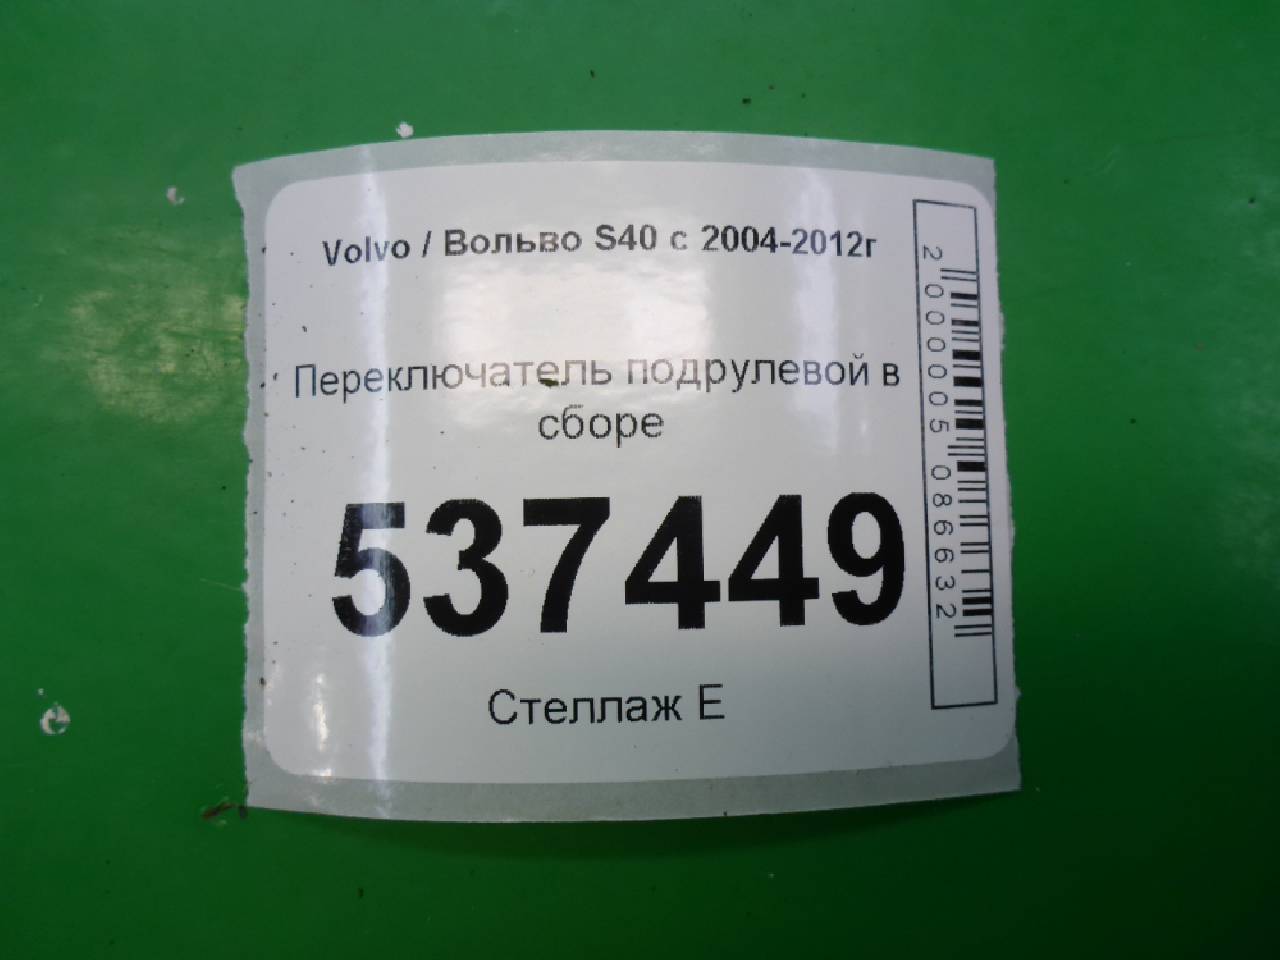 Volvo / Вольво S40 с 2004-2012г
Переключатель подрулевой в
сборе
537449
Стеллаж Е
2000005086632